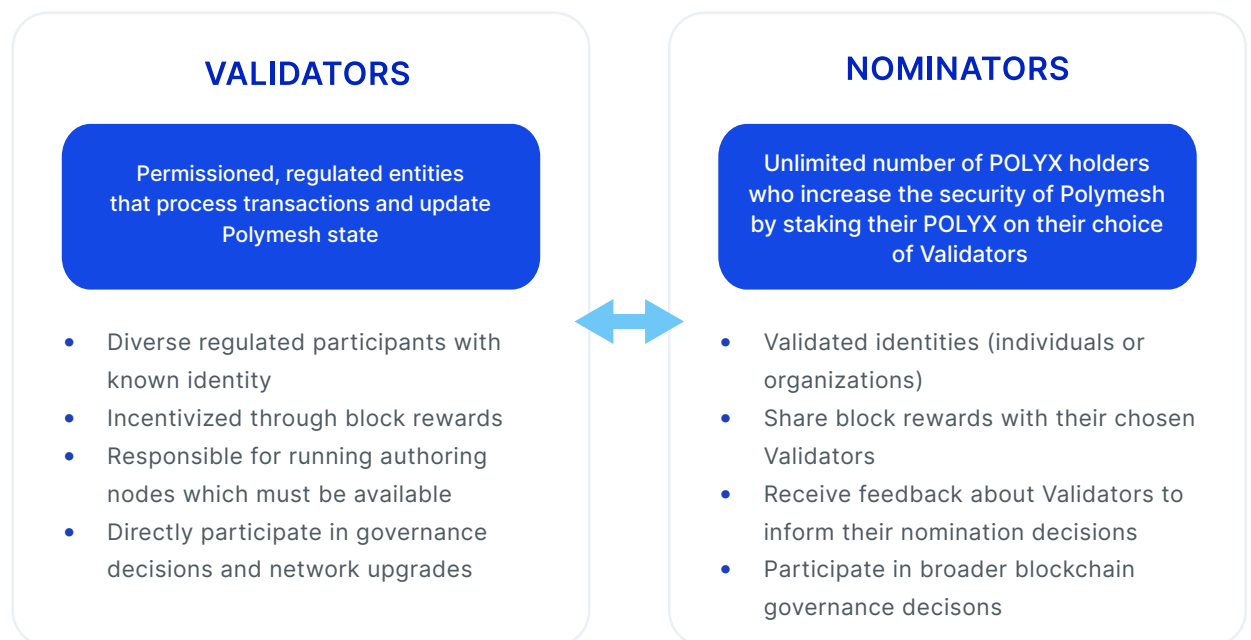 VALIDATORS
Permissioned, regulated entities
that process transactions and update
Polymesh state
• Diverse regulated participants with
known identity
• Incentivized through block rewards
• Responsible for running authoring
nodes which must be available
• Directly participate in governance
decisions and network upgrades
NOMINATORS
Unlimited number of POLYX holders
who increase the security of Polymesh
by staking their POLYX on their choice
of Validators
• Validated identities (individuals or
organizations)
• Share block rewards with their chosen
Validators
• Receive feedback about Validators to
inform their nomination decisions
• Participate in broader blockchain
governance decisons